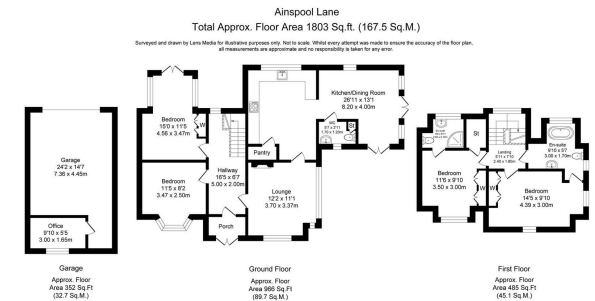 Ainspool Lane
Total Approx. Floor Area 1803 Sq.ft. (167.5 Sq.M.)
Surveyed and drawn by Lens Media for illustrative purposes only. Not to scale. Whilst every attempt was made to ensure the accuracy of the floor plan,
all measurements are approximate and no responsibility is taken for any error.
Garage
24'2 x 14'7
7.36 x 4.45M
Office
9'10 x 5'5
3.00 x 1.65M
Garage
Approx. Floor
Area 352 Sq.Ft
(32.7 Sq.M.)
Bedroom
15'0 x 11'5
4.56 x 3.47M
W
Bedroom
11'5 x 8'2
3.47 x 2.50M
Hallway
16'5 x 6'7
5.00 x 2.00M
Porch
Pantry
Kitchen/Dining Room
26'11 x 13'1
8.20 x 4.00M
WC
5'7 x 3'11
1.70 x 1.20M
St
Lounge
12'2 x 11'1
3.70 x 3.37M
Ground Floor
Approx. Floor
Area 966 Sq.Ft
(89.7 Sq.M.)
St
Landing
Bedroom
11'6 x 9'10
3.50 x 3.00M
W
W
En-suite
9'10 x 5'7
3.00 x 1.70M
Bedroom
14'5 x 9'10
4.39 x 3.00M
First Floor
Approx. Floor
Area 485 Sq.Ft
(45.1 Sq.M.)